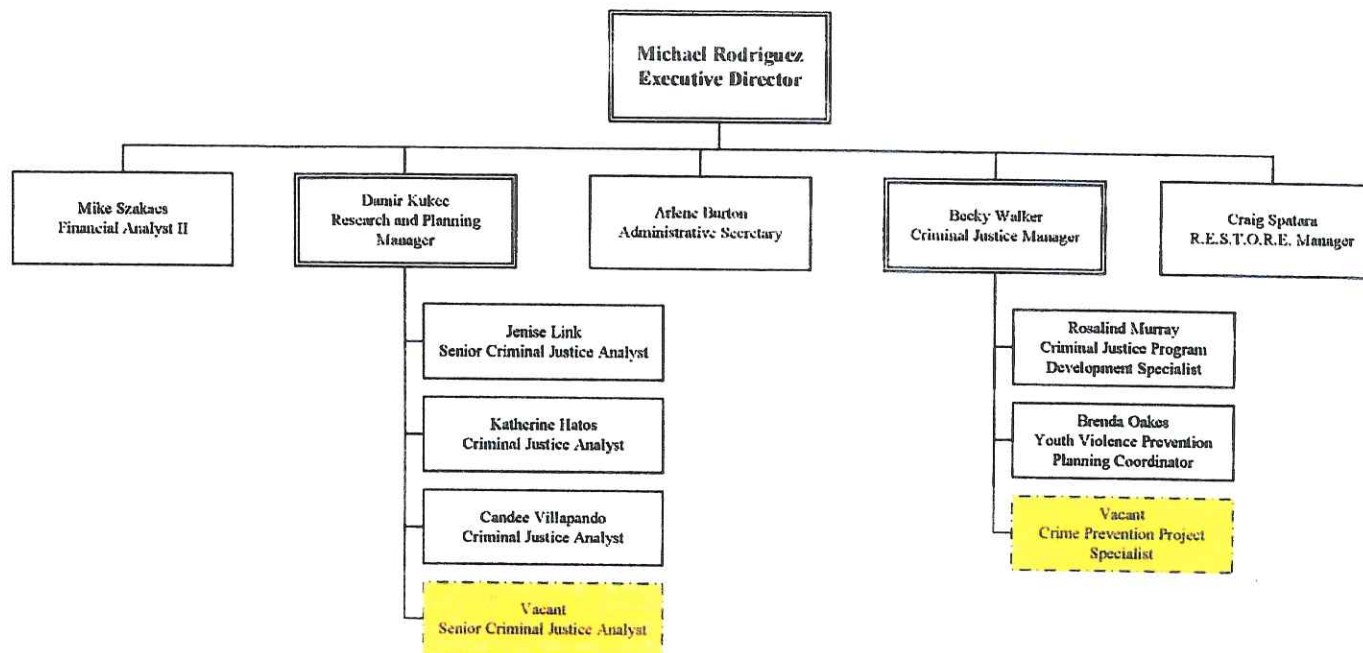 Michael Rodriguez
Executive Director
Mike Szakacs
Financial Analyst II
Damir Kukec
Research and Planning
Manager
Arlene Burton
Administrative Secretary
Becky Walker
Criminal Justice Manager
Craig Spatara
R.E.S.T.O.R.E. Manager
Jenise Link
Senior Criminal Justice Analyst
Katherine Hatos
Criminal Justice Analyst
Candee Villapando
Criminal Justice Analyst
Vacant
Senior Criminal Justice Analyst
Rosalind Murray
Criminal Justice Program
Development Specialist
Brenda Oakes
Youth Violence Prevention
Planning Coordinator
Vacant
Crime Prevention Project
Specialist